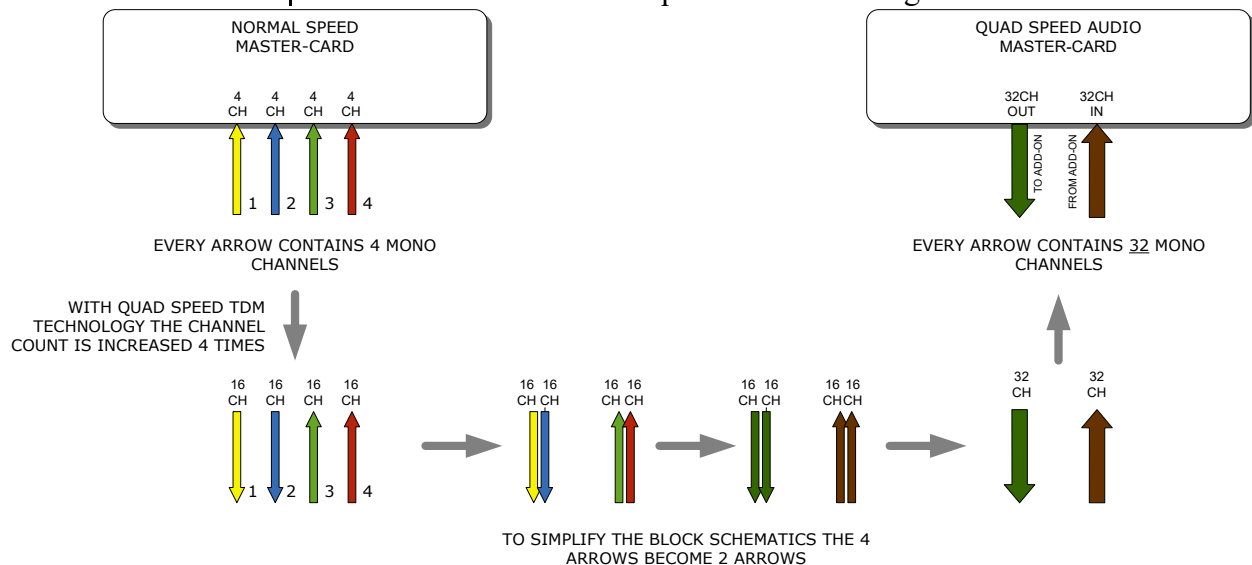 NORMAL SPEED
MASTER-CARD
4
CH
4
CH
4
CH
4
CH
1
2
3
4
EVERY ARROW CONTAINS 4 MONO
CHANNELS
QUAD SPEED AUDIO
MASTER-CARD
32CH
OUT
32CH
IN
TO ADD-ON
FROM ADD-ON
EVERY ARROW CONTAINS 32 MONO
CHANNELS
WITH QUAD SPEED TDM
TECHNOLOGY THE CHANNEL
COUNT IS INCREASED 4 TIMES
16
CH
16
CH
16
CH
16
CH
1
2
3
4
16 16
CH CH
16 16
CH CH
16 16
CH CH
16 16
CHCH
32
CH
32
CH
TO SIMPLIFY THE BLOCK SCHEMATICS THE 4
ARROWS BECOME 2 ARROWS